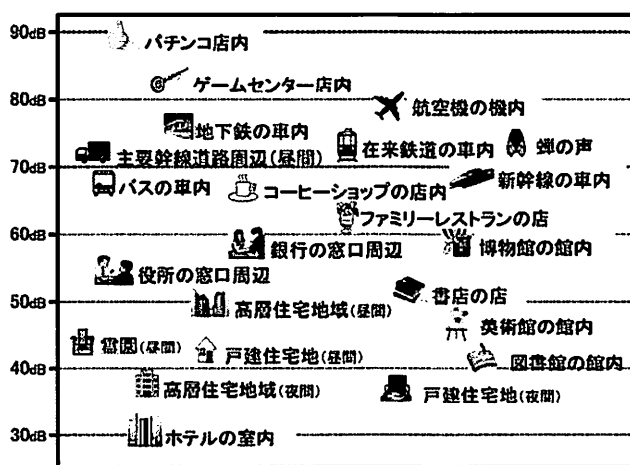 90dB
パチンコ店内
ゲームセンター店内
80dB
航空機の機内
地下鉄の車内
在来鉄道の車内
蝉の声
主要幹線道路周辺(昼間)
70dB
バスの車内
コーヒーショップの店内
新幹線の車内
ファミリーレストランの店
60dB
銀行の窓口周辺
博物館の館内
役所の窓口周辺
書店の店
50dB
高層住宅地域(昼間)
美術館の館内
(昼間)
戸建住宅地(昼間)
図書館の館内
40dB
高層住宅地域(夜間)
戸建住宅地(夜間)
30dB
ホテルの室内